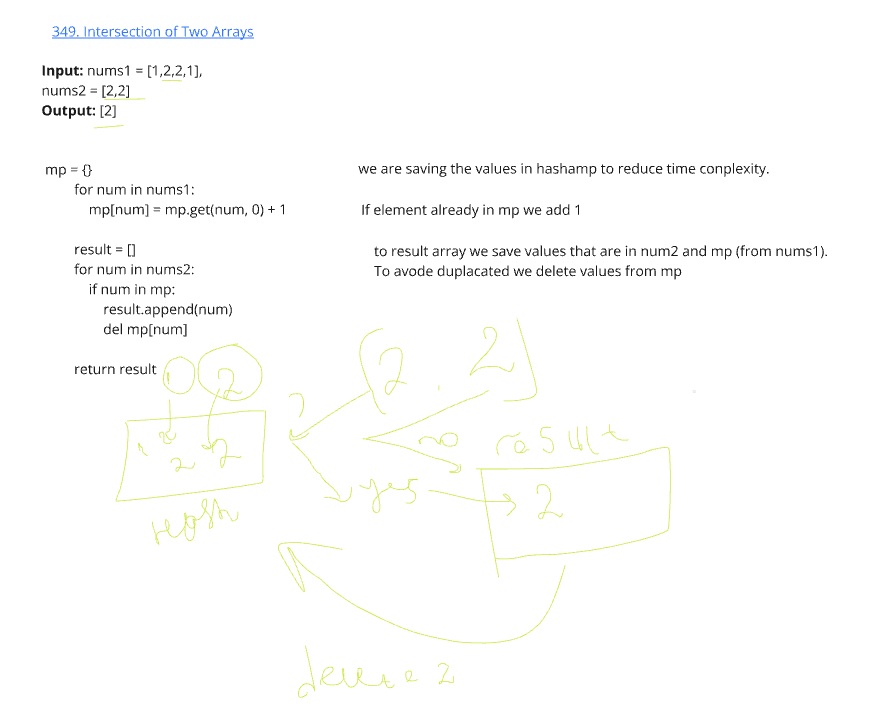 349. Intersection of Two Arrays
Input: nums1 = [1,2,2,1],
nums2 = [2,2]
Output: [2]
mp = {}
for num in nums1:
mp[num] = mp.get(num, 0) + 1
result = []
for num in nums2:
if num in mp:
result.append(num)
del mp[num]
return result
we are saving the values in hashamp to reduce time conplexity.
If element already in mp we add 1
to result array we save values that are in num2 and mp (from nums1).
To avode duplacated we delete values from mp
1 2
[2, 2]
?
no
result
2 2
yes
2
delete 2